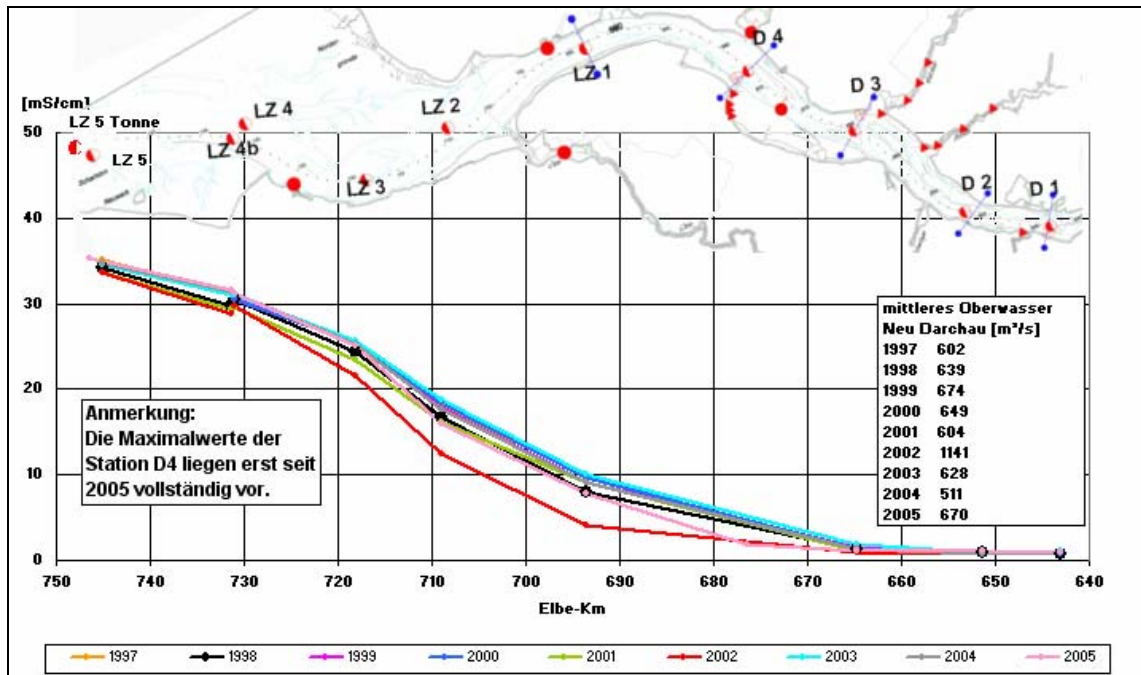 [mS/cm]
LZ 5 Tonne
LZ 5
LZ 4
LZ 4b
LZ 3
LZ 2
LZ 1
D 4
D 3
D 2
D 1
50
40
30
20
10
0
mittleres Oberwasser
Neu Darchau [m³/s]
1997 602
1998 639
1999 674
2000 649
2001 604
2002 1141
2003 628
2004 511
2005 670
Anmerkung:
Die Maximalwerte der
Station D4 liegen erst seit
2005 vollständig vor.
750 740 730 720 710 700 690 680 670 660 650 640
Elbe-Km
1997 1998 1999 2000 2001 2002 2003 2004 2005